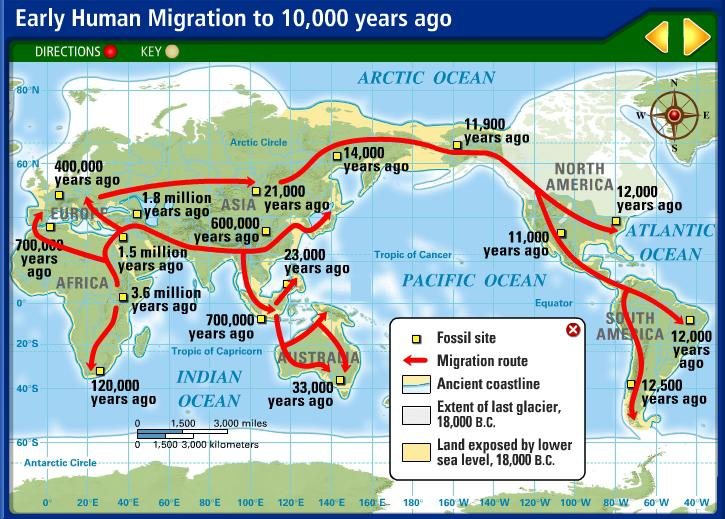 Early Human Migration to 10,000 years ago
DIRECTIONS
KEY
ARCTIC OCEAN
80°N
N
W
E
S
11,900
years ago
Arctic Circle
14,000
years ago
60°N
400,000
years ago
NORTH
AMERICA
1.8 million
years ago
ASIA
21,000
years ago
12,000
years ago
EUROPE
600,000
years ago
ATLANTIC
OCEAN
700,000
years
ago
11,000
years ago
1.5 million
years ago
23,000
years ago
Tropic of Cancer
AFRICA
PACIFIC OCEAN
3.6 million
years ago
0°
Equator
700,000
years ago
SOUTH
AMERICA
Fossil site
12,000
years ago
20°S
Tropic of Capricorn
AUSTRALIA
Migration route
INDIAN
OCEAN
120,000
years ago
33,000
years ago
Ancient coastline
12,500
years ago
40°S
Extent of last glacier,
18,000 B.C.
0 1,500 3,000 miles
0 1,500 3,000 kilometers
60°S
Land exposed by lower
sea level, 18,000 B.C.
Antarctic Circle
0° 20°E 40°E 60°E 80°E 100°E 120°E 140°E 160°E 180° 160°W 140°W 120°W 100°W 80°W 60°W 40°W